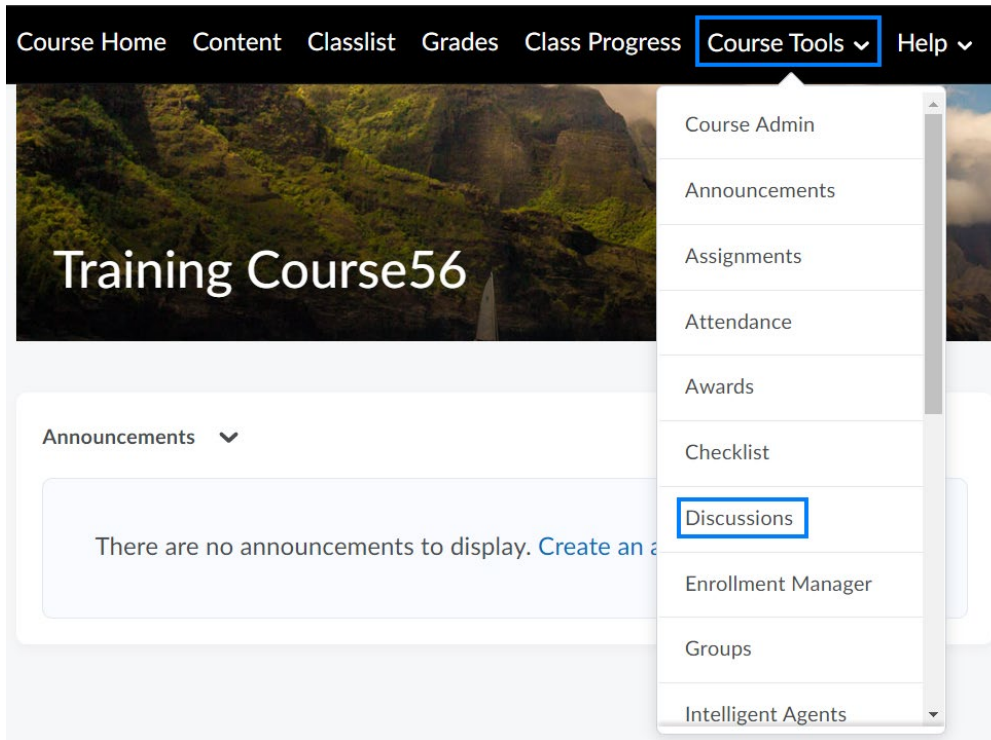 Course Home Content Classlist Grades Class Progress Course Tools Help
Course Admin
Announcements
Assignments
Training Course56
Attendance
Awards
Announcements
Checklist
Discussions
There are no announcements to display. Create an
Enrollment Manager
Groups
Intelligent Agents